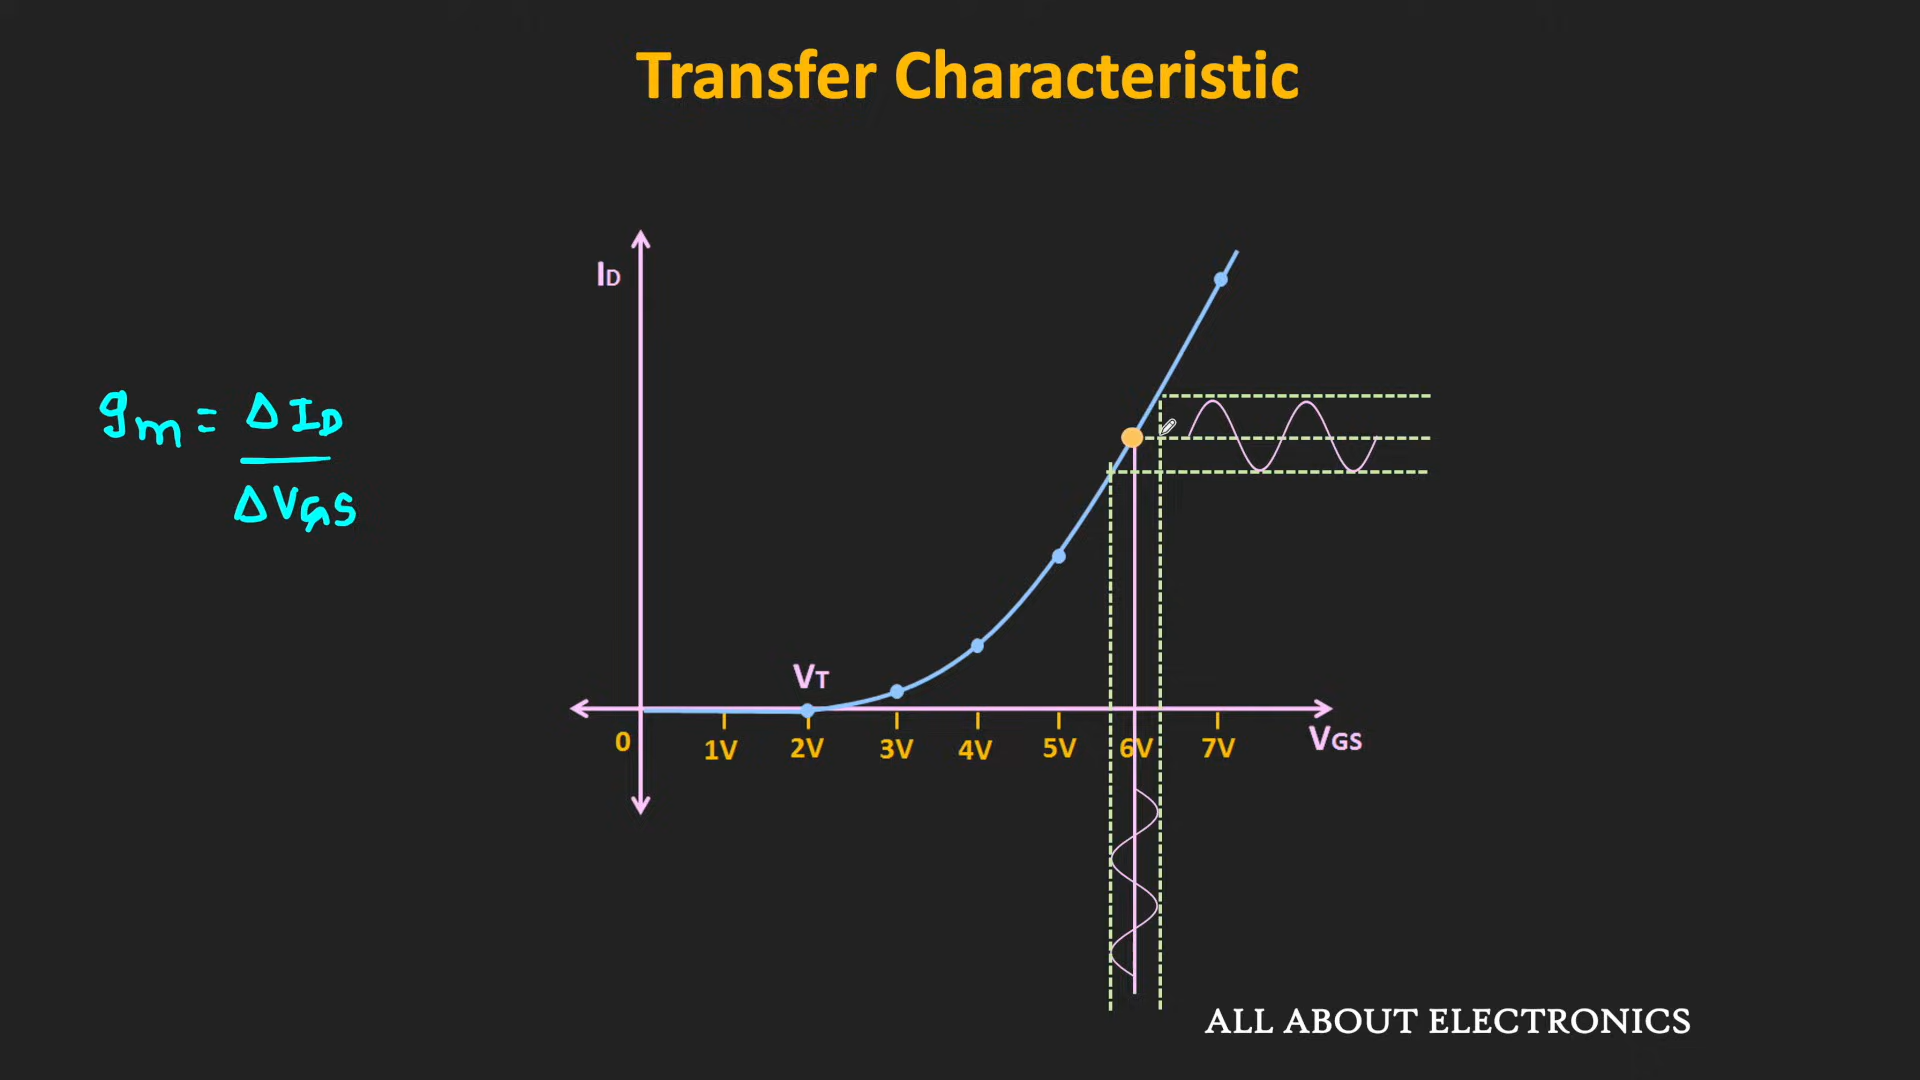 Transfer Characteristic
ID
gm = ΔID
ΔVGS
VT
0 1V 2V 3V 4V 5V 6V 7V VGS
ALL ABOUT ELECTRONICS